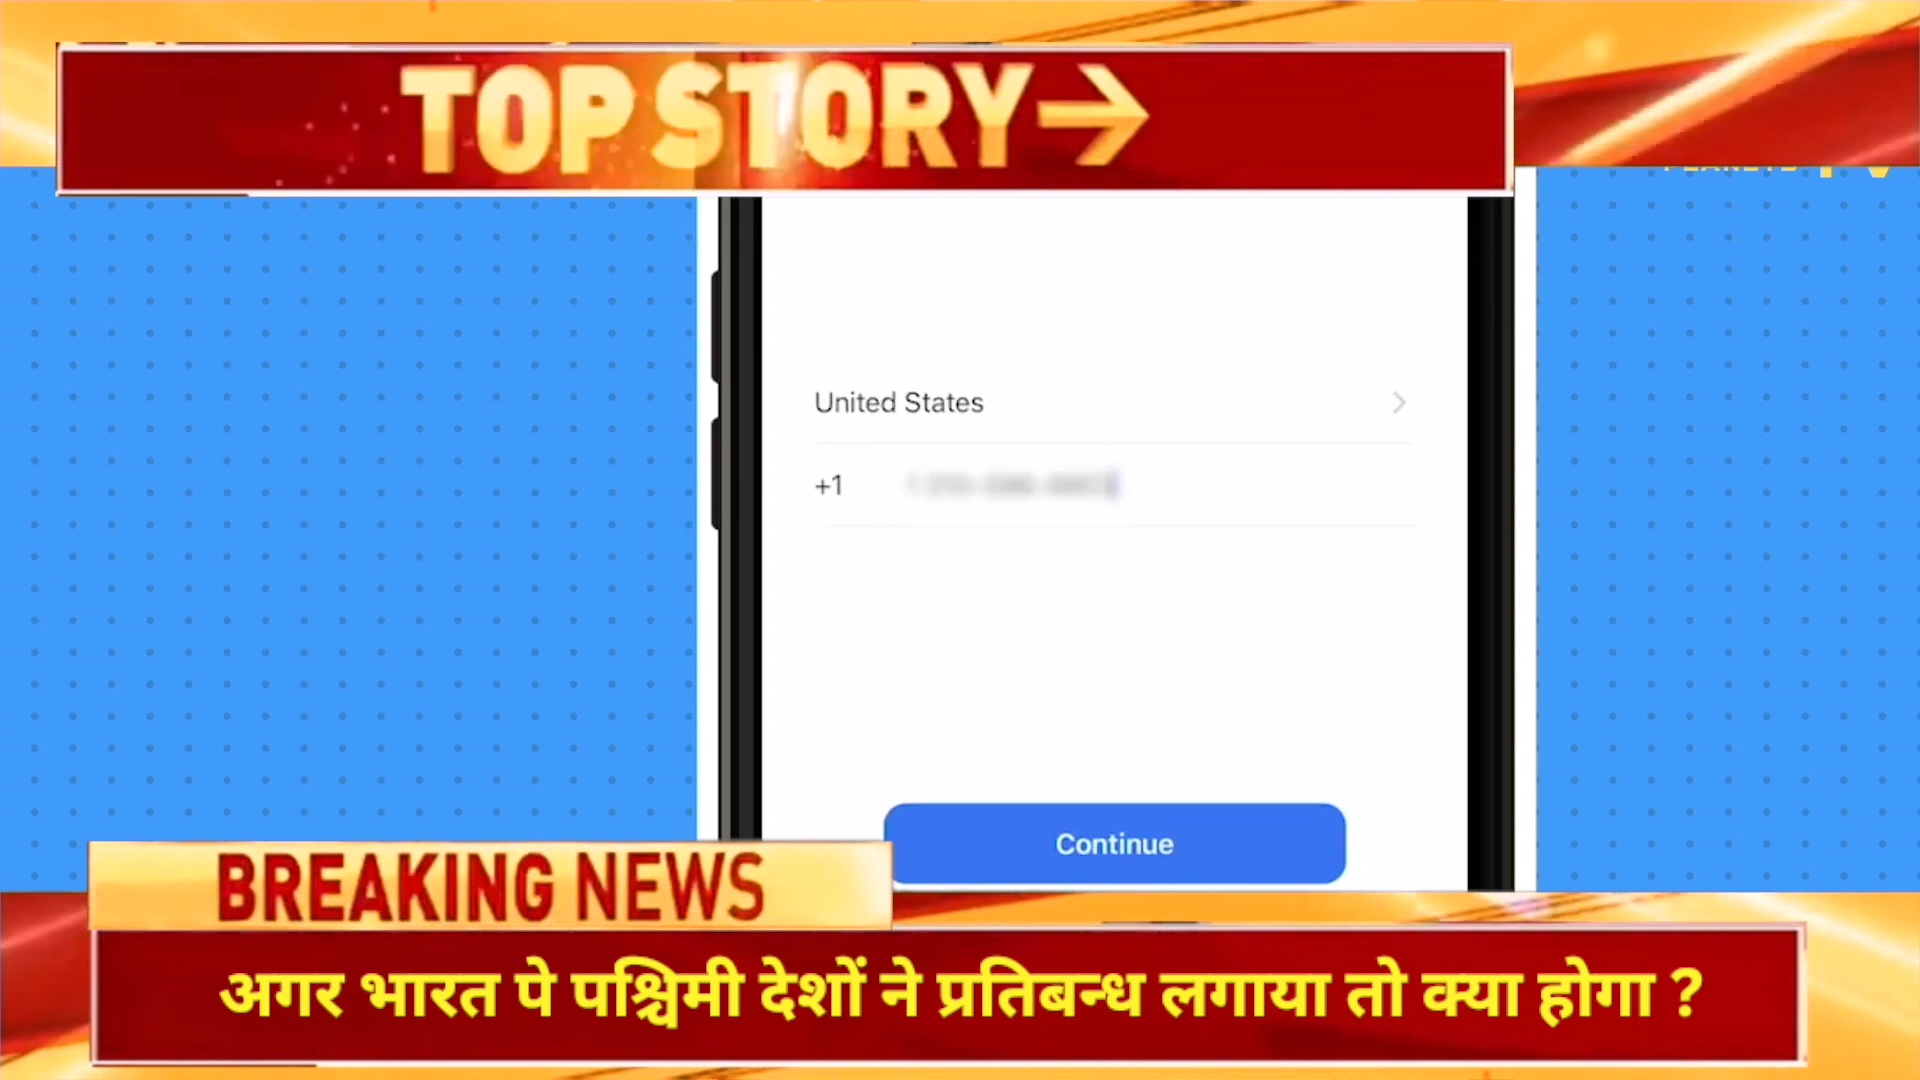 TOP STORY→
United States
+1
Continue
BREAKING NEWS
अगर भारत पे पश्चिमी देशों ने प्रतिबन्ध लगाया तो क्या होगा ?